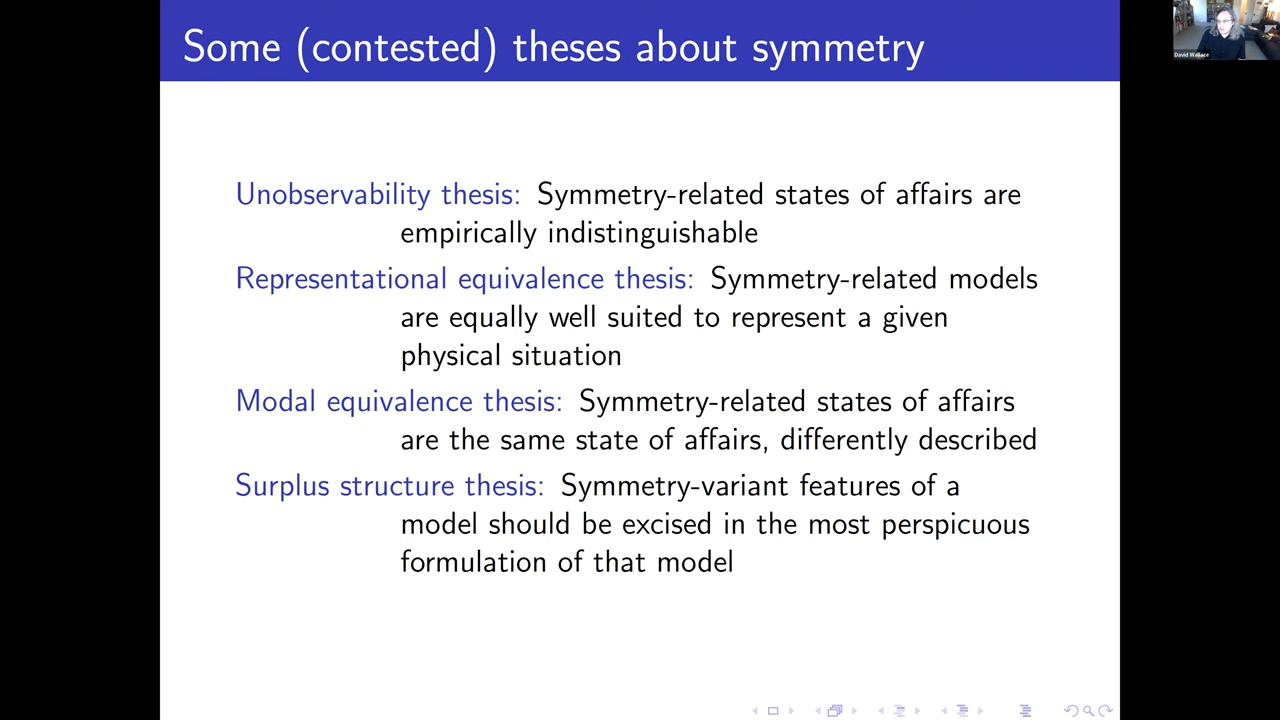 Some (contested) theses about symmetry
David Wallace
Unobservability thesis: Symmetry-related states of affairs are
empirically indistinguishable
Representational equivalence thesis: Symmetry-related models
are equally well suited to represent a given
physical situation
Modal equivalence thesis: Symmetry-related states of affairs
are the same state of affairs, differently described
Surplus structure thesis: Symmetry-variant features of a
model should be excised in the most perspicuous
formulation of that model